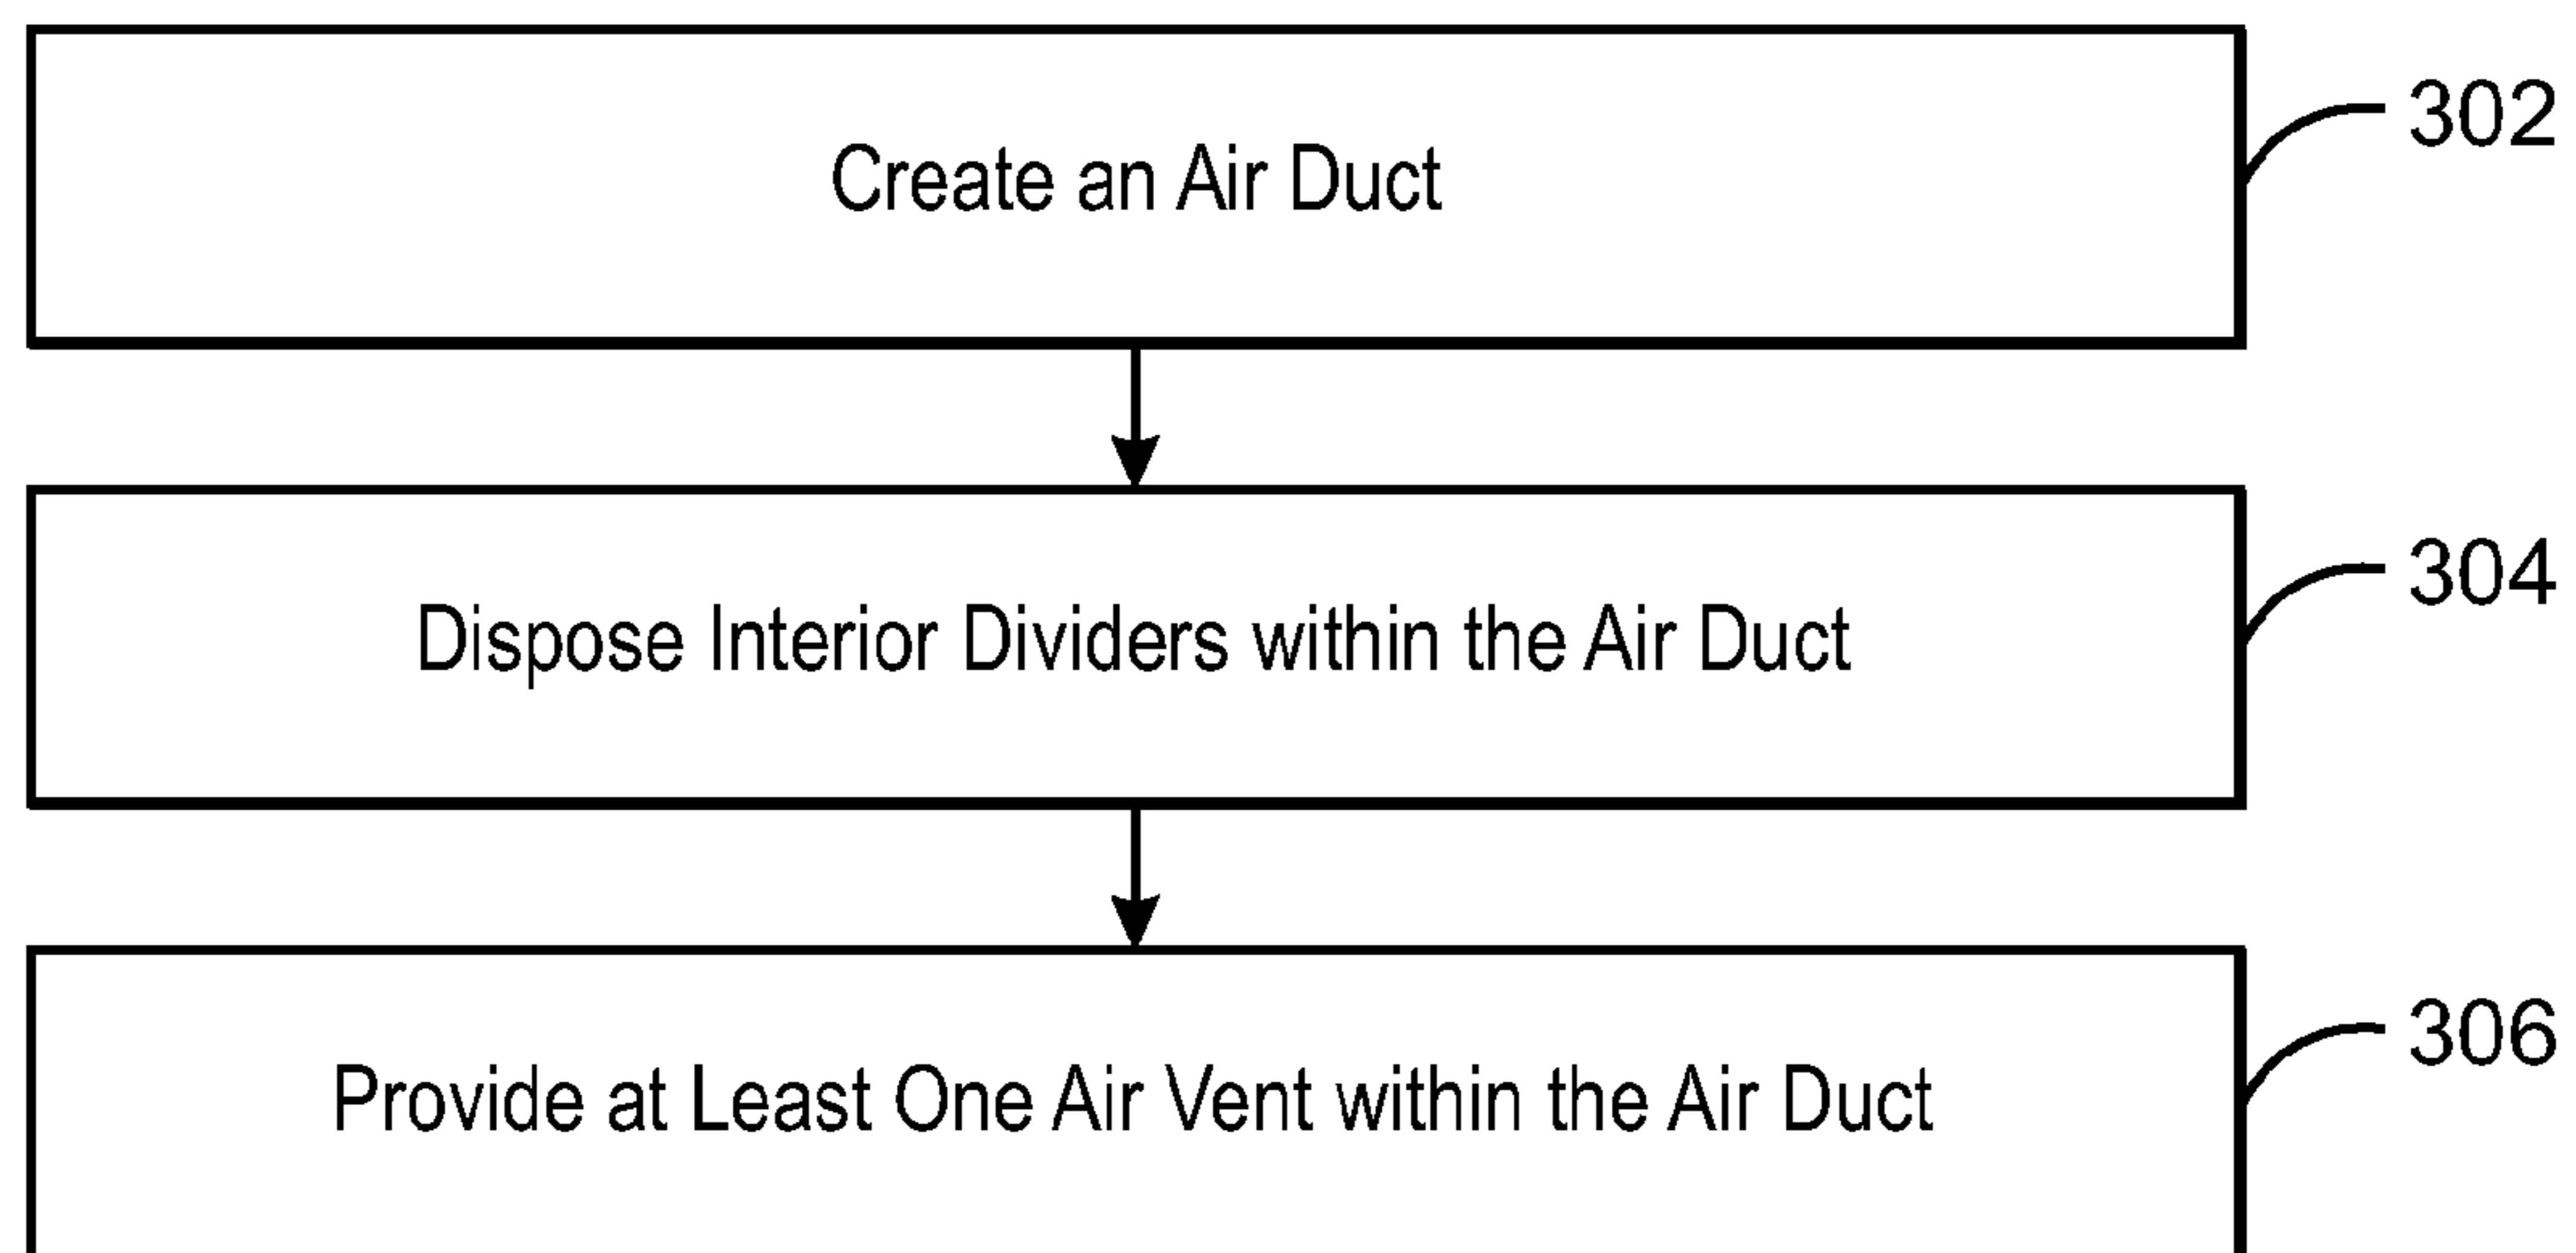 Create an Air Duct
302
Dispose Interior Dividers within the Air Duct
304
Provide at Least One Air Vent within the Air Duct
306